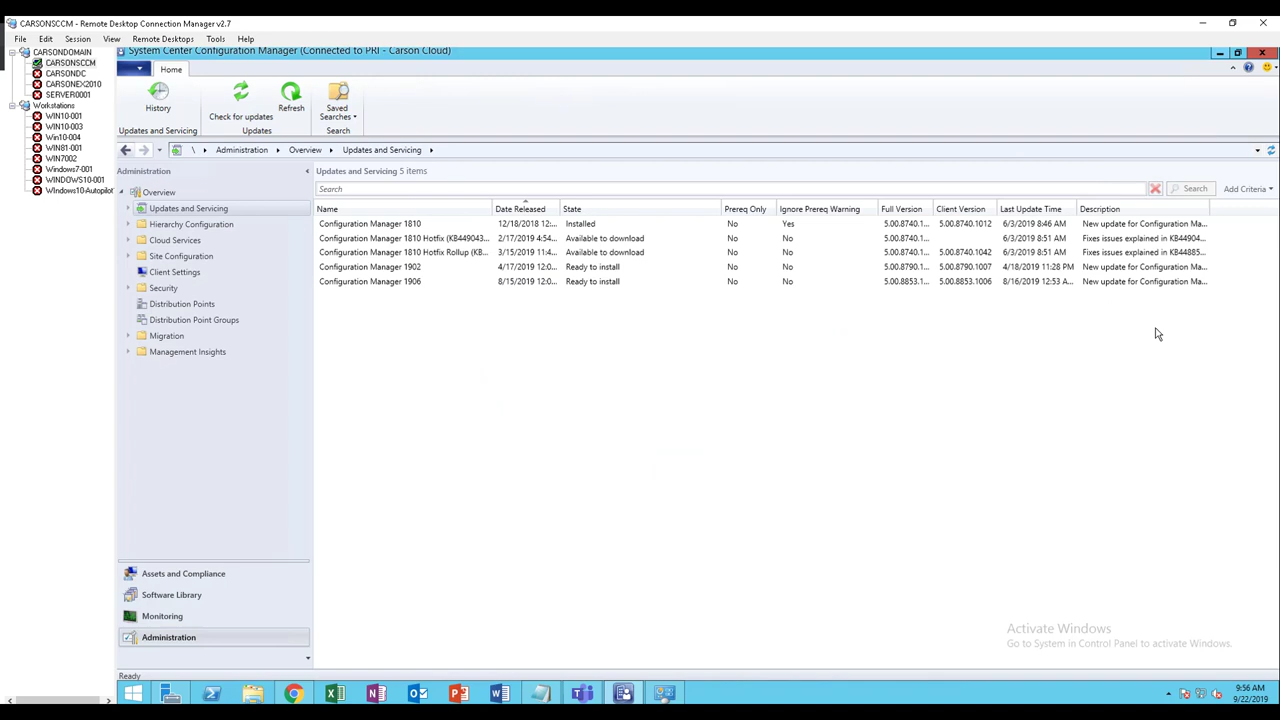 CARSONSCCM - Remote Desktop Connection Manager v2.7
File Edit Session View Remote Desktops Tools Help
CARSONDOMAIN
CARSONSCCM
CARSONDC
CARSONEX2010
SERVER0001
Workstations
WIN10-001
WIN10-003
Win10-004
WIN81-001
WIN7002
Windows7-001
WINDOWS10-001
WIndows10-Autopilot
System Center Configuration Manager (Connected to PRI - Carson Cloud)
Home
History
Check for updates
Refresh
Saved Searches
Updates and Servicing Updates Search
\ Administration Overview Updates and Servicing
Administration
Overview
Updates and Servicing
Hierarchy Configuration
Cloud Services
Site Configuration
Client Settings
Security
Distribution Points
Distribution Point Groups
Migration
Management Insights
Assets and Compliance
Software Library
Monitoring
Administration
Updates and Servicing 5 items
Search Search Add Criteria
Name Date Released State Prereq Only Ignore Prereq Warning Full Version Client Version Last Update Time Description
Configuration Manager 1810 12/18/2018 12:... Installed No Yes 5.00.8740.1... 5.00.8740.1012 6/3/2019 8:46 AM New update for Configuration Ma...
Configuration Manager 1810 Hotfix (KB449043... 2/17/2019 4:54... Available to download No No 5.00.8740.1... 6/3/2019 8:51 AM Fixes issues explained in KB44904...
Configuration Manager 1810 Hotfix Rollup (KB... 3/15/2019 11:4... Available to download No No 5.00.8740.1... 5.00.8740.1042 6/3/2019 8:51 AM Fixes issues explained in KB44885...
Configuration Manager 1902 4/17/2019 12:0... Ready to install No No 5.00.8790.1... 5.00.8790.1007 4/18/2019 11:28 PM New update for Configuration Ma...
Configuration Manager 1906 8/15/2019 12:0... Ready to install No No 5.00.8853.1... 5.00.8853.1006 8/16/2019 12:53 A... New update for Configuration Ma...
Activate Windows
Go to System in Control Panel to activate Windows.
Ready
9:56 AM
9/22/2019